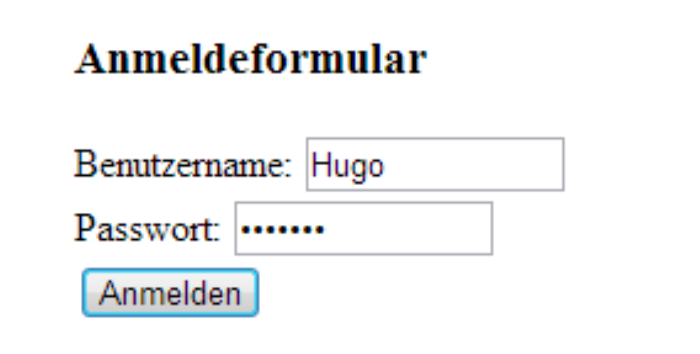 Anmeldeformular
Benutzername: Hugo
Passwort: •••••••
Anmelden